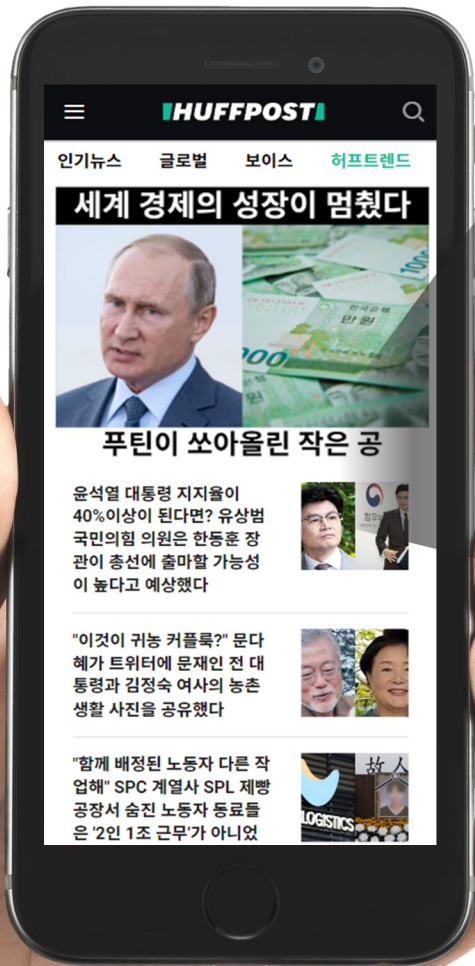 HUFFPOST
인기뉴스 글로벌 보이스 허프트렌드
세계 경제의 성장이 멈췄다
만원
푸틴이 쏘아올린 작은 공
윤석열 대통령 지지율이
40%이상이 된다면? 유상범
국민의힘 의원은 한동훈 장
관이 총선에 출마할 가능성
이 높다고 예상했다
"이것이 귀농 커플룩?" 문다
혜가 트위터에 문재인 전 대
통령과 김정숙 여사의 농촌
생활 사진을 공유했다
"함께 배정된 노동자 다른 작
업해" SPC 계열사 SPL 제빵
공장서 숨진 노동자 동료들
은 '2인 1조 근무'가 아니었
故人
LOGISTICS